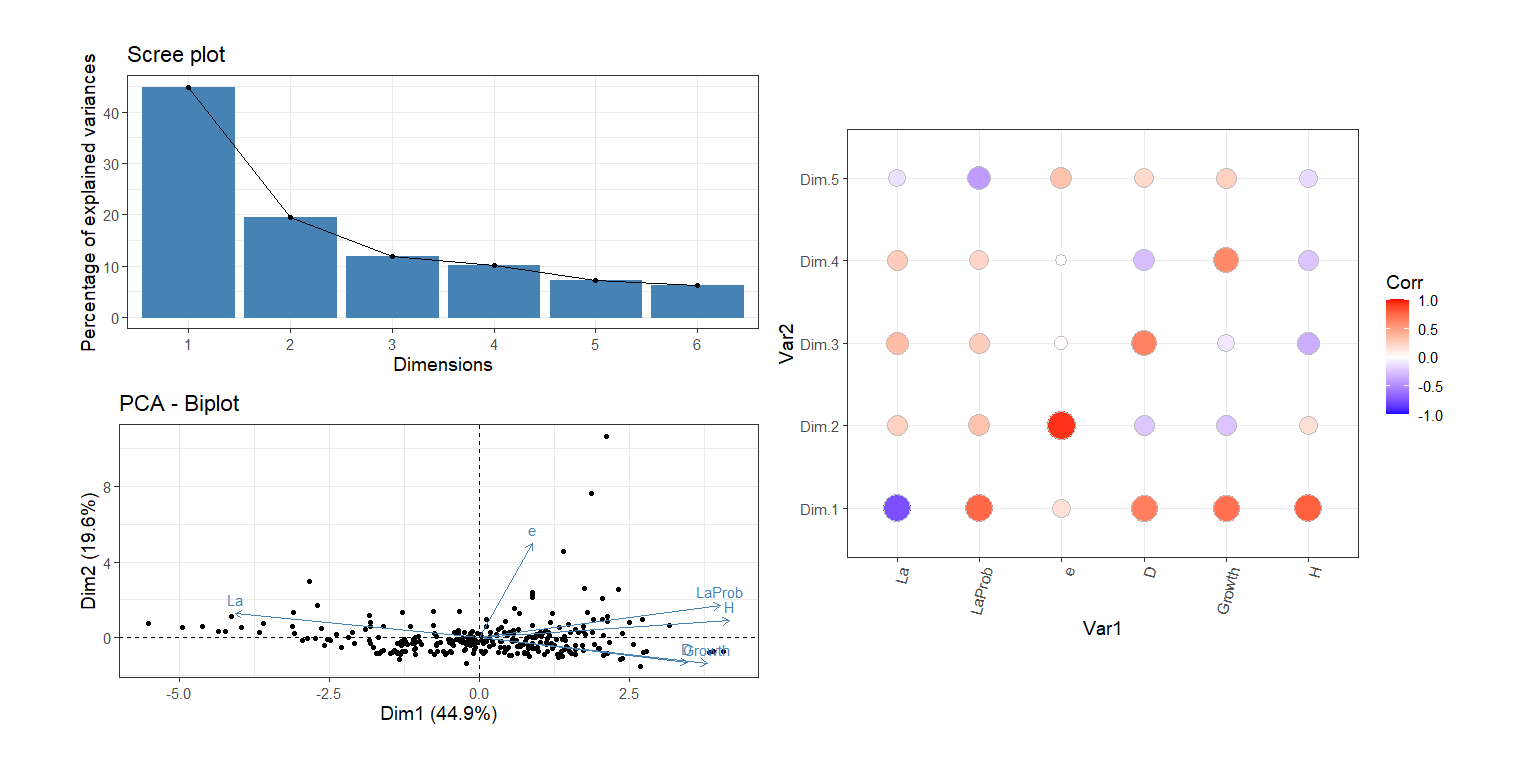 Scree plot
Percentage of explained variances
40
30
20
10
0
1 2 3 4 5 6
Dimensions
PCA - Biplot
Dim2 (19.6%)
8
4
0
e
La
LaProb
H
D
Growth
-5.0 -2.5 0.0 2.5
Dim1 (44.9%)
Var2
Dim.5
Dim.4
Dim.3
Dim.2
Dim.1
La LaProb e D Growth H
Var1
Corr
1.0
0.5
0.0
-0.5
-1.0